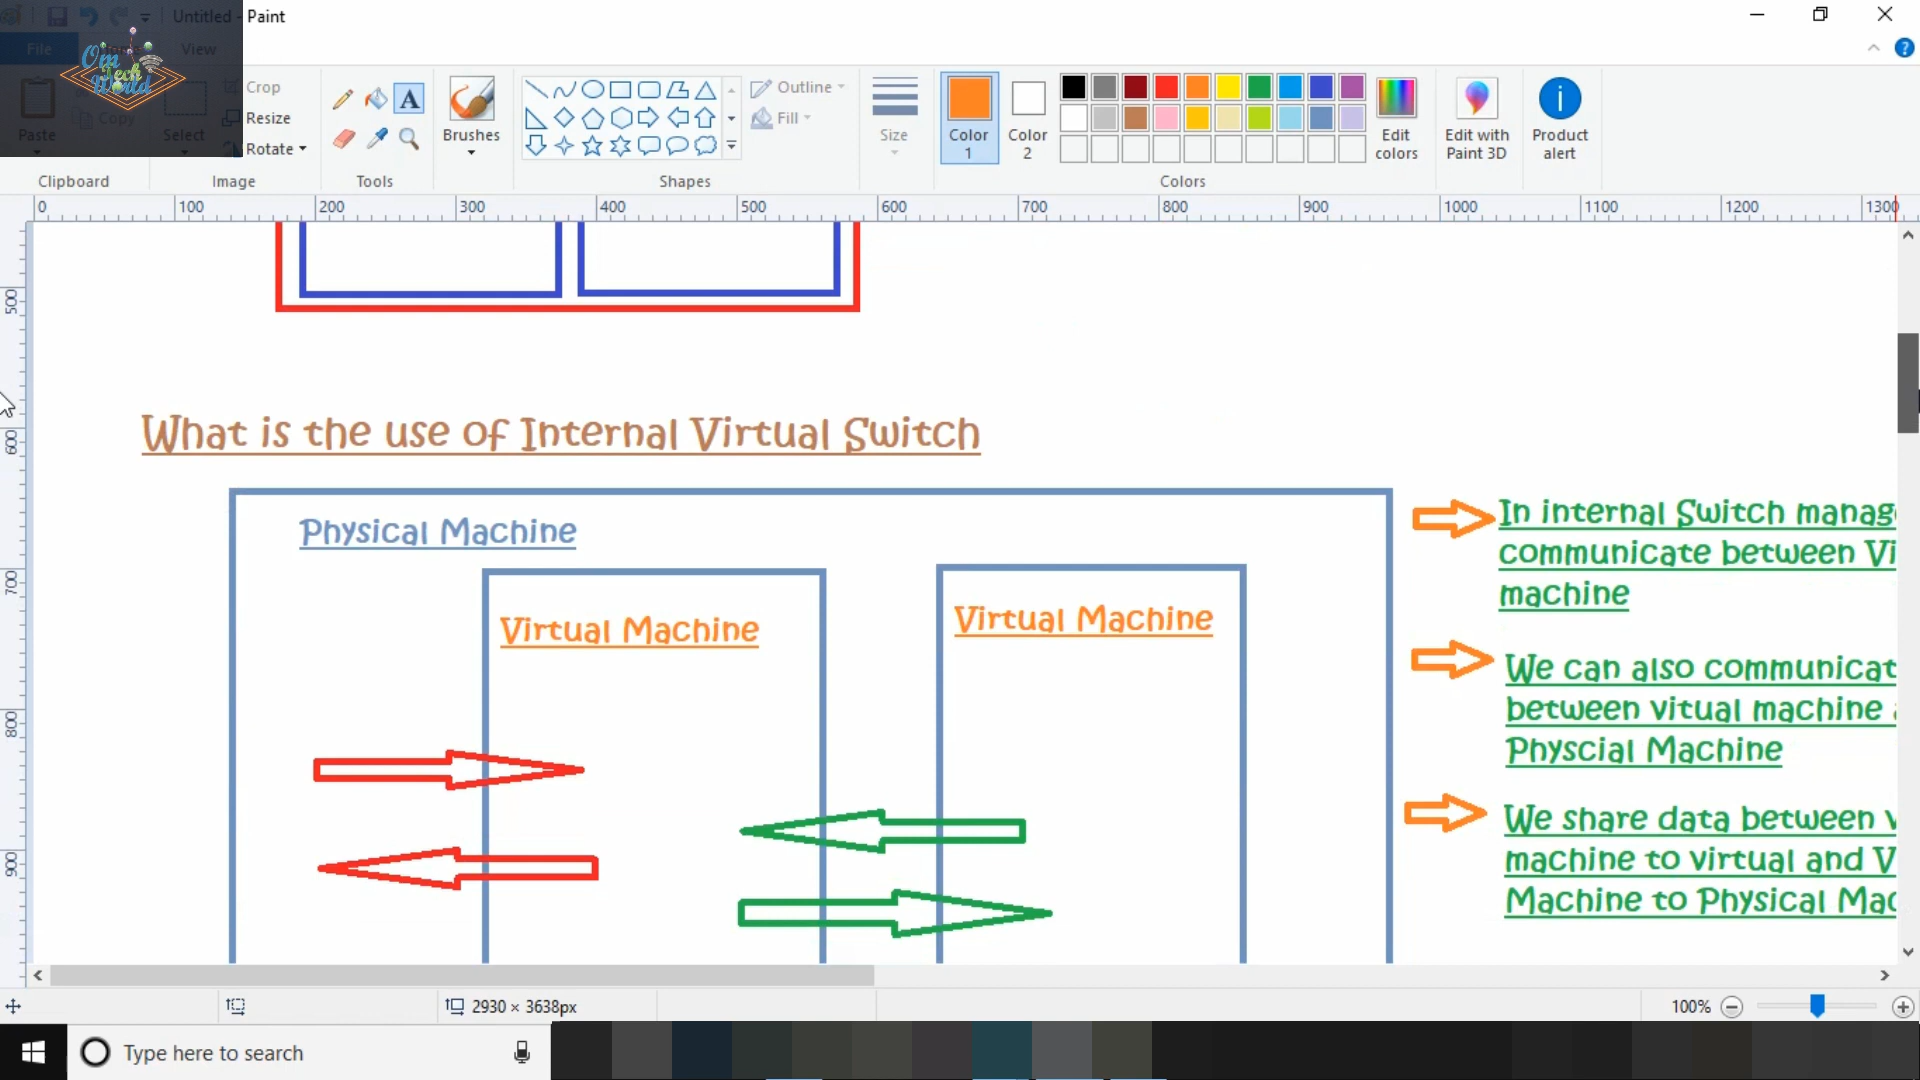 Untitled - Paint
File
View
Om
Tech
World
Paste
Copy
Clipboard
Select
Crop
Resize
Rotate
Image
A
Tools
Brushes
Outline
Fill
Shapes
Size
Color
1
Color
2
Edit
colors
Colors
Edit with
Paint 3D
Product
alert
0 100 200 300 400 500 600 700 800 900 1000 1100 1200 1300
500
600
700
800
900
What is the use of Internal Virtual Switch
Physical Machine
Virtual Machine
Virtual Machine
In internal Switch manag
communicate between Vi
machine
We can also communicat
between vitual machine
Physcial Machine
We share data between v
machine to virtual and V
Machine to Physical Mac
2930 × 3638px
100%
Type here to search